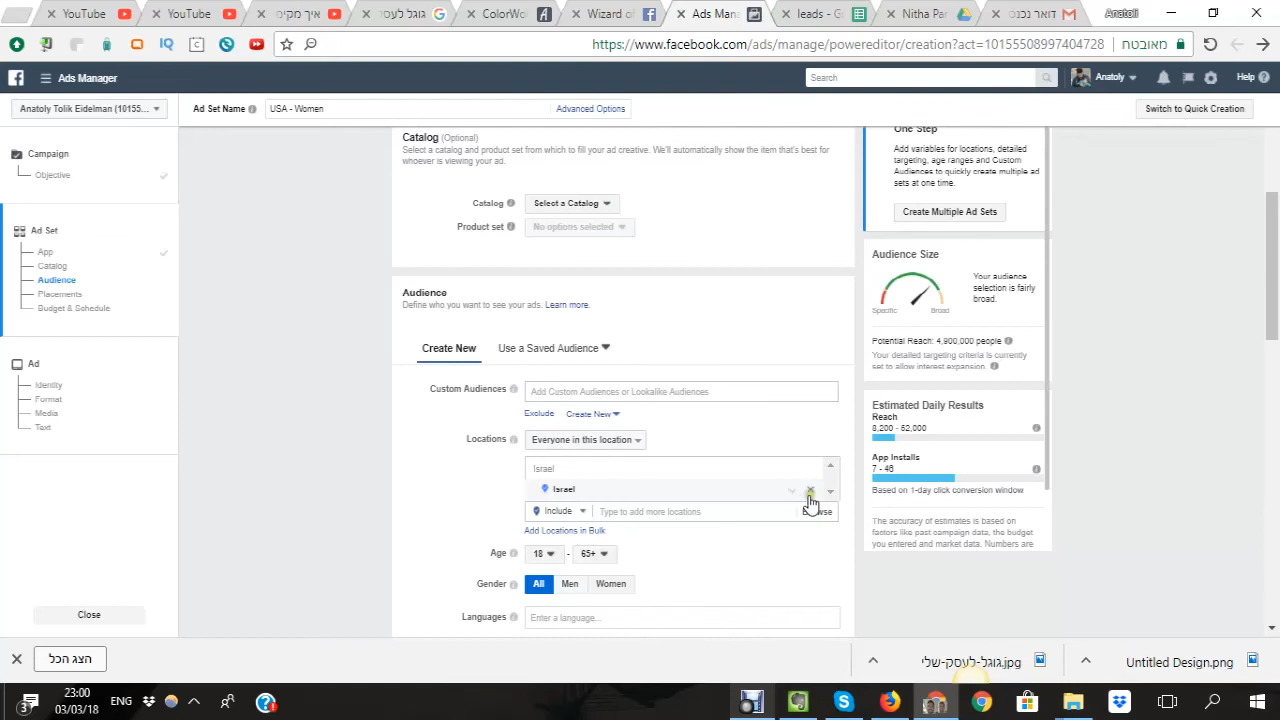 YouTube
YouTube
איך מקימ
גוגל לעסק
ColorWo
Wizard o
Ads Man
leads - G
Nitha Par
דואר נכנס
Anatoli
https://www.facebook.com/ads/manage/powereditor/creation?act=10155508997404728
מאובטח
Ads Manager
Search
Anatoly
Help
Anatoly Tolik Eidelman (10155...
Ad Set Name
USA - Women
Advanced Options
Switch to Quick Creation
Campaign
Objective
Ad Set
App
Catalog
Audience
Placements
Budget & Schedule
Ad
Identity
Format
Media
Text
Close
Catalog (Optional)
Select a catalog and product set from which to fill your ad creative. We'll automatically show the item that's best for
whoever is viewing your ad.
Catalog
Select a Catalog
Product set
No options selected
Audience
Define who you want to see your ads. Learn more.
Create New
Use a Saved Audience
Custom Audiences
Add Custom Audiences or Lookalike Audiences
Exclude
Create New
Locations
Everyone in this location
Israel
Israel
Include
Type to add more locations
Add Locations in Bulk
Age
18
-
65+
Gender
All
Men
Women
Languages
Enter a language...
One Step
Add variables for locations, detailed
targeting, age ranges and Custom
Audiences to quickly create multiple ad
sets at one time.
Create Multiple Ad Sets
Audience Size
Specific
Broad
Your audience
selection is fairly
broad.
Potential Reach: 4,900,000 people
Your detailed targeting criteria is currently
set to allow interest expansion.
Estimated Daily Results
Reach
8,200 - 52,000
App Installs
7 - 46
Based on 1-day click conversion window
The accuracy of estimates is based on
factors like past campaign data, the budget
you entered and market data. Numbers are
הצג הכל
גוגל-לעסק-שלי.jpg
Untitled Design.png
3
23:00
03/03/18
ENG